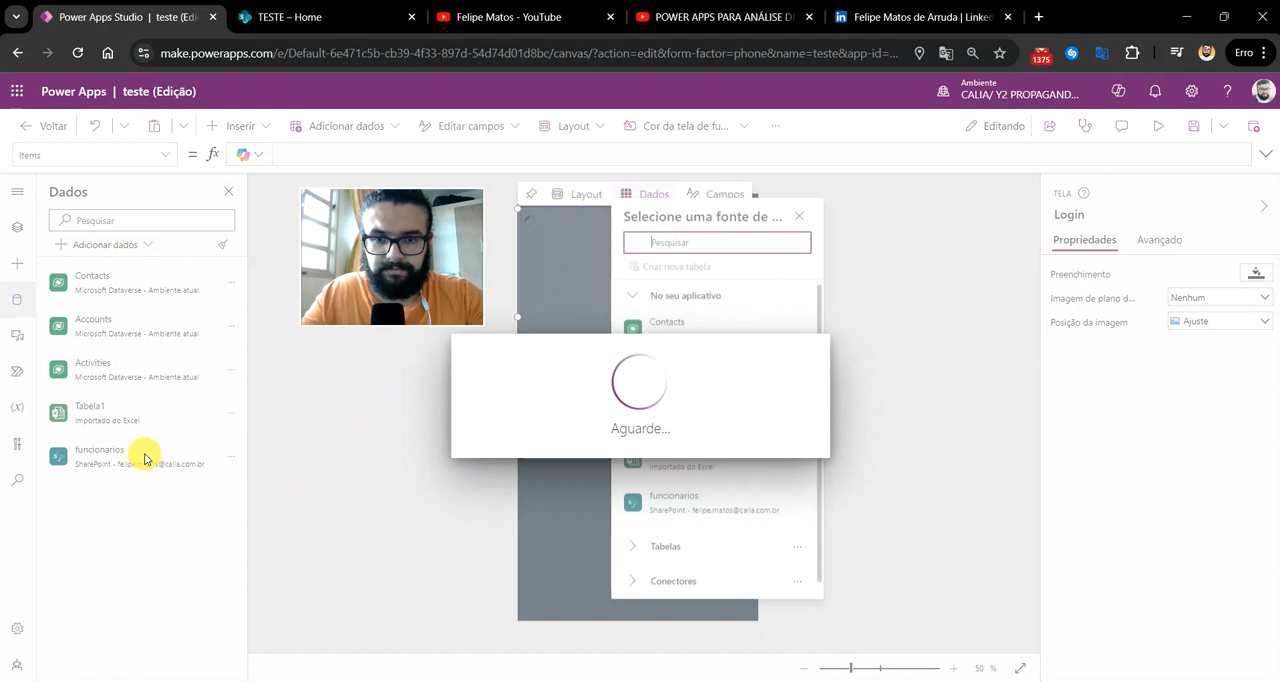 Power Apps Studio | teste (Edi
TESTE – Home
Felipe Matos - YouTube
POWER APPS PARA ANÁLISE D
Felipe Matos de Arruda | Linke
make.powerapps.com/e/Default-6e471c5b-cb39-4f33-897d-54d74d01d8bc/canvas/?action=edit&form-factor=phone&name=teste&app-id=...
1375
Erro
Power Apps | teste (Edição)
Ambiente
CALIA/ Y2 PROPAGAND...
Voltar
Inserir
Adicionar dados
Editar campos
Layout
Cor da tela de fu...
Editando
Items
= fx
Dados
Pesquisar
Adicionar dados
Contacts
Microsoft Dataverse - Ambiente atual
Accounts
Microsoft Dataverse - Ambiente atual
Activities
Microsoft Dataverse - Ambiente atual
Tabela1
Importado do Excel
funcionarios
SharePoint - felipe.matos@calia.com.br
Layout
Dados
Campos
Selecione uma fonte de ...
Pesquisar
Criar nova tabela
No seu aplicativo
Contacts
Aguarde...
Importado do Excel
funcionarios
SharePoint - felipe.matos@calia.com.br
Tabelas
Conectores
TELA
Login
Propriedades
Avançado
Preenchimento
Imagem de plano d...
Nenhum
Posição da imagem
Ajuste
50 %